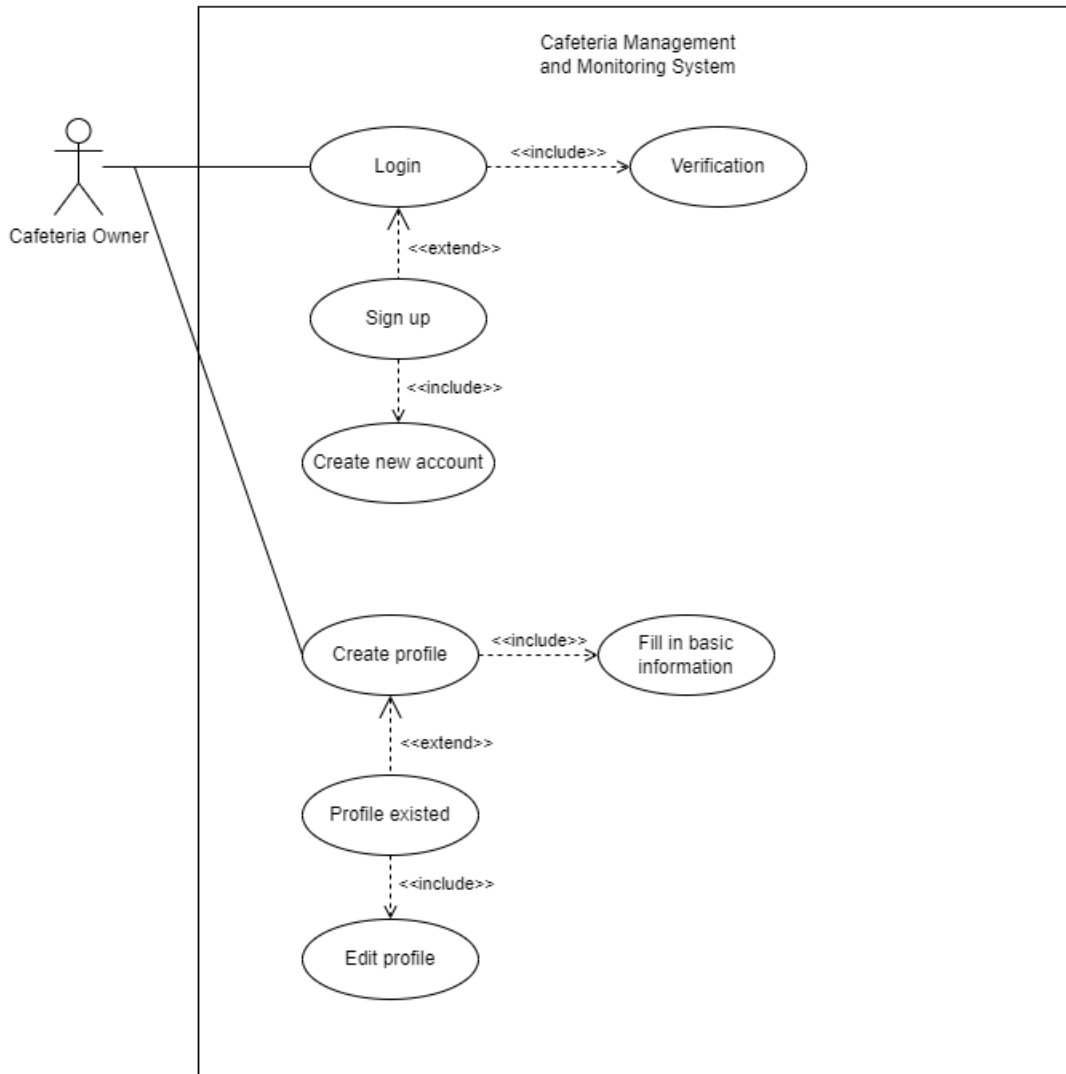 Cafeteria Management
and Monitoring System
Login
<<include>>
Verification
Cafeteria Owner
<<extend>>
Sign up
<<include>>
Create new account
Create profile
<<include>>
Fill in basic
information
<<extend>>
Profile existed
<<include>>
Edit profile